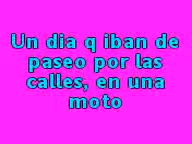 Un dia q iban de
paseo por las
calles, en una
moto